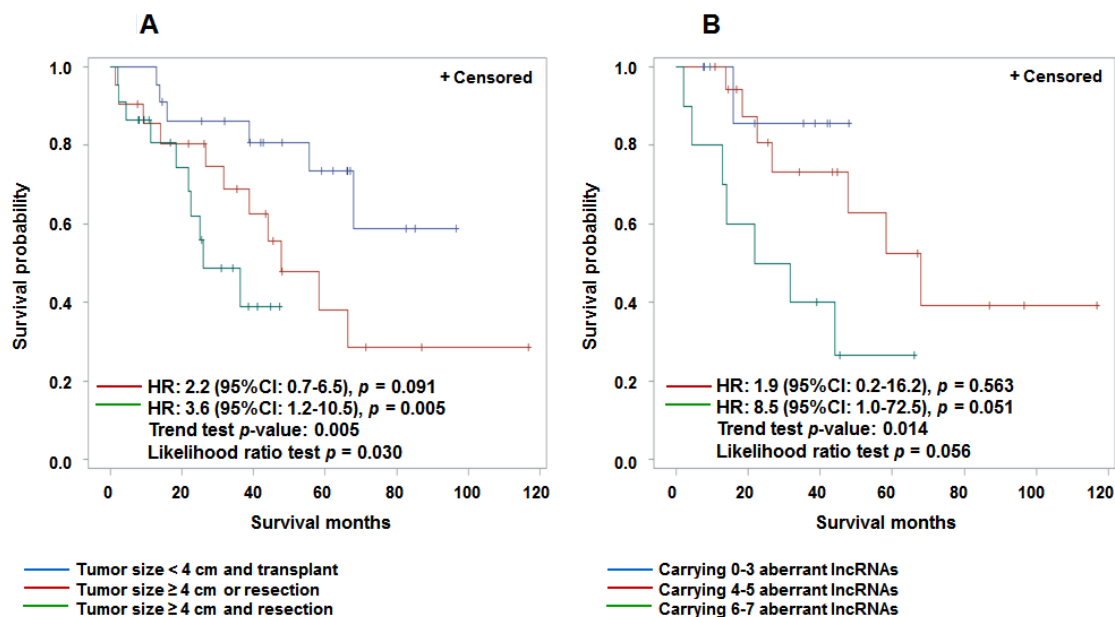 A
+ Censored
1.0
0.8
0.6
0.4
0.2
0.0
Survival probability
HR: 2.2 (95%CI: 0.7-6.5), p = 0.091
HR: 3.6 (95%CI: 1.2-10.5), p = 0.005
Trend test p-value: 0.005
Likelihood ratio test p = 0.030
0 20 40 60 80 100 120
Survival months
Tumor size < 4 cm and transplant
Tumor size ≥ 4 cm or resection
Tumor size ≥ 4 cm and resection
B
+ Censored
1.0
0.8
0.6
0.4
0.2
0.0
Survival probability
HR: 1.9 (95%CI: 0.2-16.2), p = 0.563
HR: 8.5 (95%CI: 1.0-72.5), p = 0.051
Trend test p-value: 0.014
Likelihood ratio test p = 0.056
0 20 40 60 80 100 120
Survival months
Carrying 0-3 aberrant lncRNAs
Carrying 4-5 aberrant lncRNAs
Carrying 6-7 aberrant lncRNAs